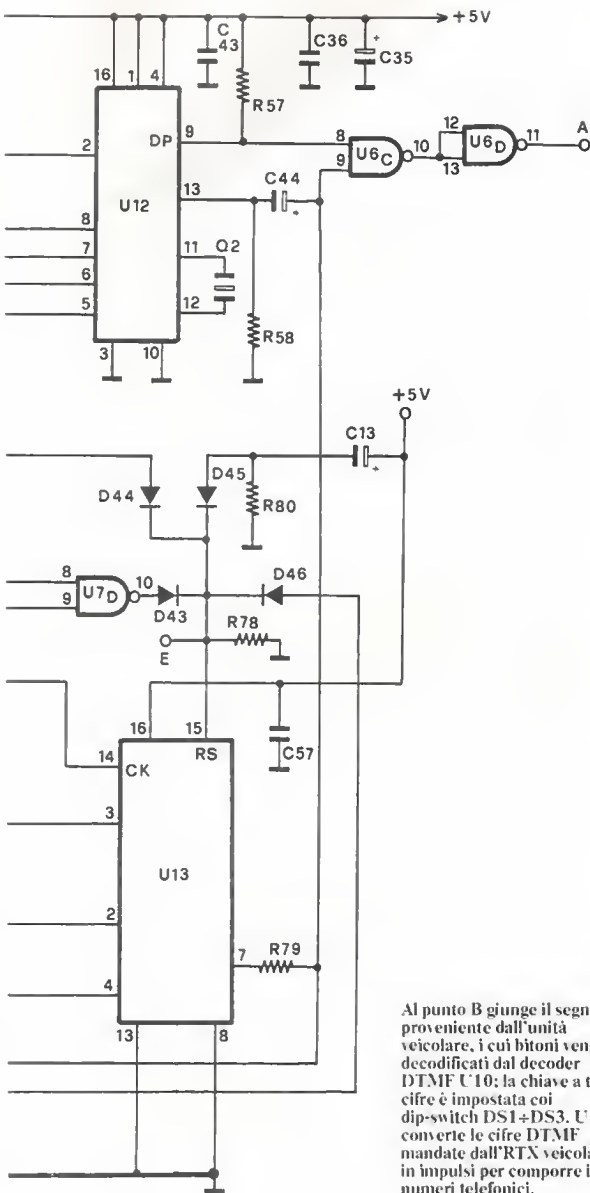 +5V
C
43
C36
+
C35
16
1
4
R57
2
DP
9
8
U6C
10
12
U6D
11
A
9
13
U12
13
C44
+
8
7
11
Q2
6
5
12
R58
3
10
+5V
C13
+
D44
D45
R80
8
U7D
10
9
D43
D46
R78
E
16
15
RS
C57
14
CK
3
U13
2
7
R79
4
13
8
Al punto B giunge il segn
proveniente dall'unità
veicolare, i cui bitoni ven
decodificati dal decoder
DTMF U10; la chiave a t
cifre è impostata coi
dip-switch DS1÷DS3. U
converte le cifre DTMF
mandate dall'RTX veicola
in impulsi per comporre i
numeri telefonici.